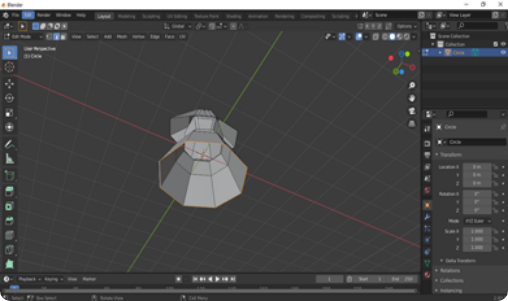 Blender
File Edit Render Window Help
Layout Modeling Sculpting UV Editing Texture Paint Shading Animation Rendering Compositing Scripting
Scene
View Layer
Global
Options
Edit Mode
View Select Add Mesh Vertex Edge Face UV
User Perspective
(1) Circle
Scene Collection
Collection
Circle
Circle
Circle
Transform
Location X 0 m
Y 0 m
Z 0 m
Rotation X 0°
Y 0°
Z 0°
Mode XYZ Euler
Scale X 1.000
Y 1.000
Z 1.000
Delta Transform
Relations
Collections
Instancing
Playback Keying View Marker
1
Start 1
End 250
Select
Box Select
Rotate View
Call Menu